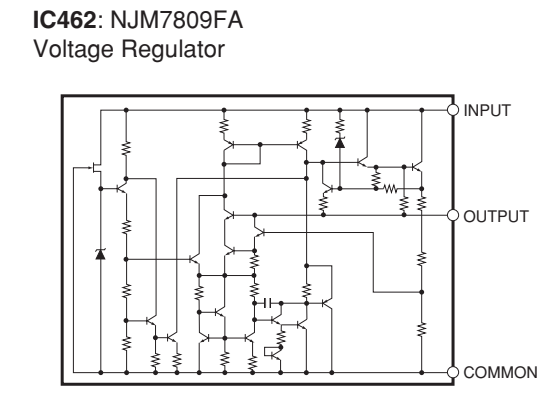 IC462: NJM7809FA
Voltage Regulator
INPUT
OUTPUT
COMMON